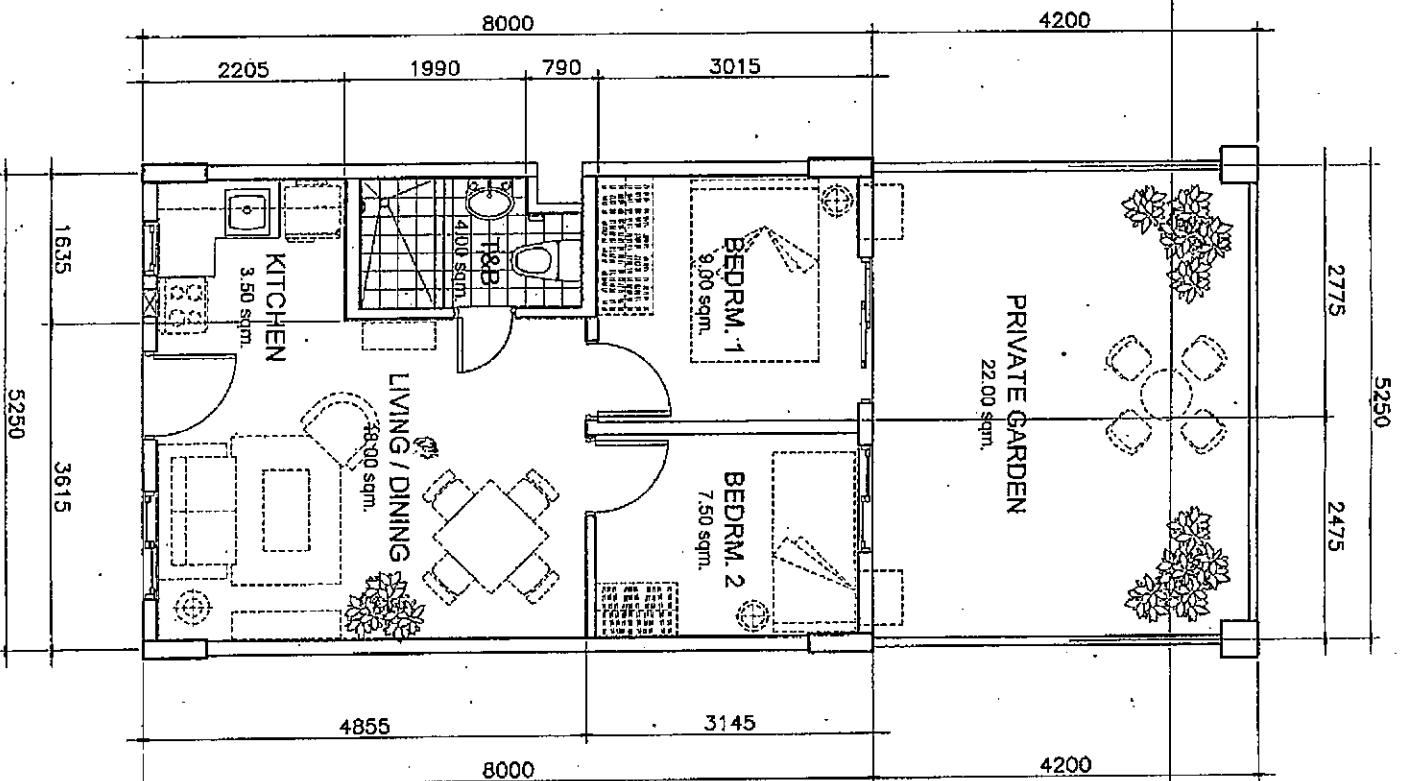 8000
4200
2205
1990
790
3015
KITCHEN
3.50 sqm.
T&B
4.00 sqm.
BEDRM. 1
9.00 sqm.
LIVING / DINING
18.00 sqm.
BEDRM. 2
7.50 sqm.
PRIVATE GARDEN
22.00 sqm.
1635
3615
5250
2775
2475
5250
4855
3145
8000
4200